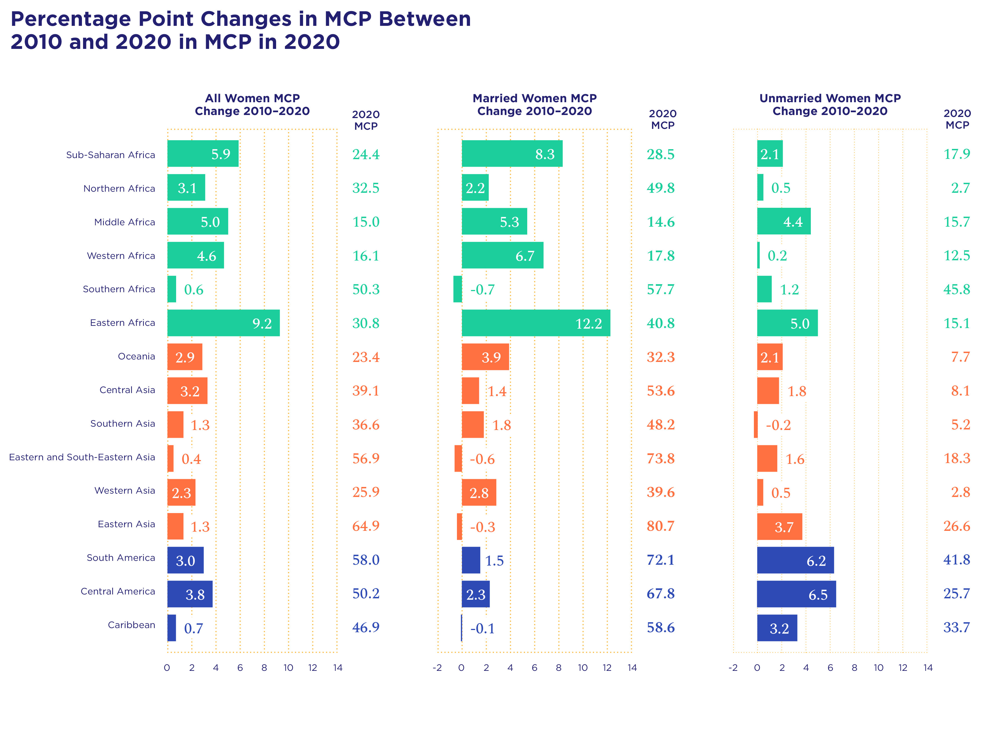 Percentage Point Changes in MCP Between
2010 and 2020 in MCP in 2020
All Women MCP
Change 2010–2020
2020
MCP
Married Women MCP
Change 2010–2020
2020
MCP
Unmarried Women MCP
Change 2010–2020
2020
MCP
Sub-Saharan Africa 5.9 24.4 8.3 28.5 2.1 17.9
Northern Africa 3.1 32.5 2.2 49.8 0.5 2.7
Middle Africa 5.0 15.0 5.3 14.6 4.4 15.7
Western Africa 4.6 16.1 6.7 17.8 0.2 12.5
Southern Africa 0.6 50.3 -0.7 57.7 1.2 45.8
Eastern Africa 9.2 30.8 12.2 40.8 5.0 15.1
Oceania 2.9 23.4 3.9 32.3 2.1 7.7
Central Asia 3.2 39.1 1.4 53.6 1.8 8.1
Southern Asia 1.3 36.6 1.8 48.2 -0.2 5.2
Eastern and South-Eastern Asia 0.4 56.9 -0.6 73.8 1.6 18.3
Western Asia 2.3 25.9 2.8 39.6 0.5 2.8
Eastern Asia 1.3 64.9 -0.3 80.7 3.7 26.6
South America 3.0 58.0 1.5 72.1 6.2 41.8
Central America 3.8 50.2 2.3 67.8 6.5 25.7
Caribbean 0.7 46.9 -0.1 58.6 3.2 33.7
0 2 4 6 8 10 12 14
-2 0 2 4 6 8 10 12 14
-2 0 2 4 6 8 10 12 14